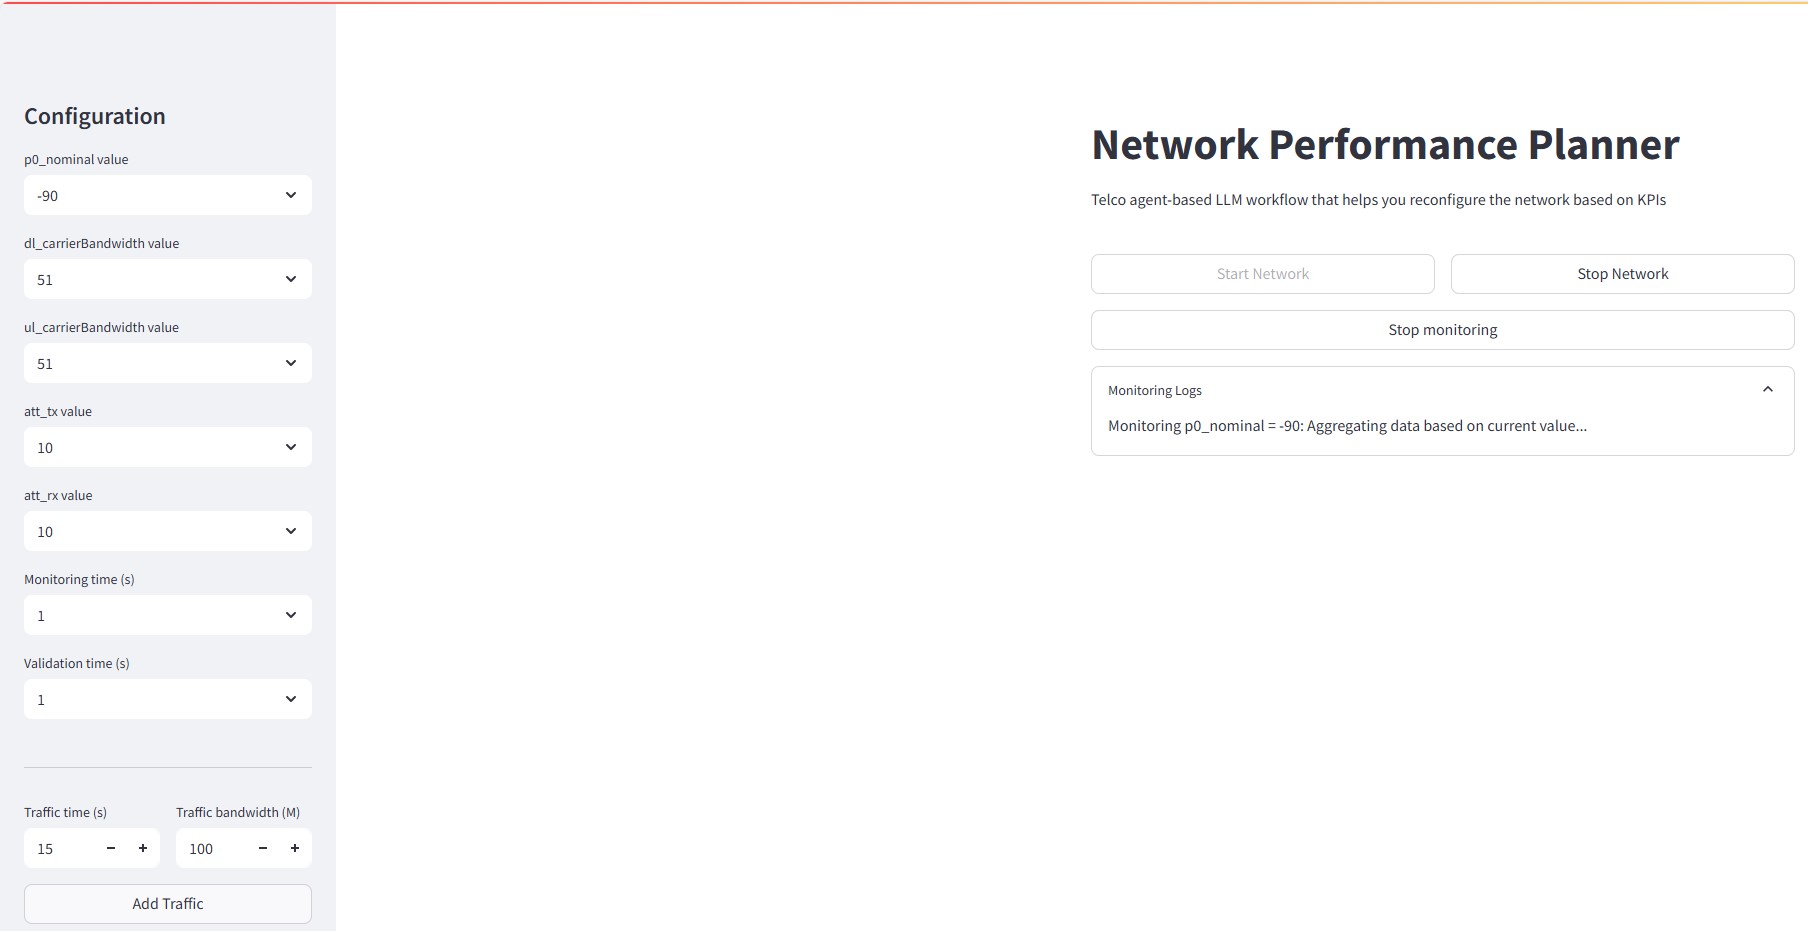 Configuration
p0_nominal value
-90
dl_carrierBandwidth value
51
ul_carrierBandwidth value
51
att_tx value
10
att_rx value
10
Monitoring time (s)
1
Validation time (s)
1
Traffic time (s) Traffic bandwidth (M)
15 - + 100 - +
Add Traffic
Network Performance Planner
Telco agent-based LLM workflow that helps you reconfigure the network based on KPIs
Start Network Stop Network
Stop monitoring
Monitoring Logs
Monitoring p0_nominal = -90: Aggregating data based on current value...